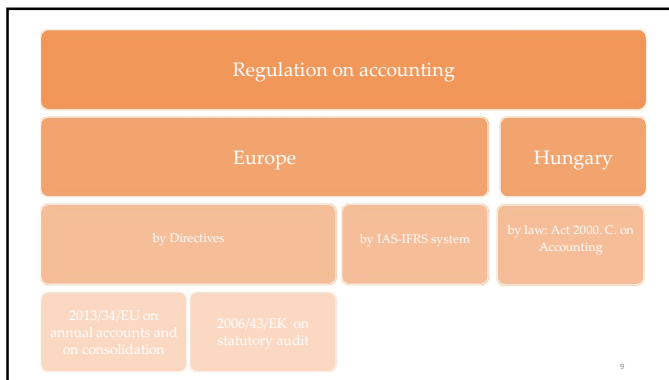 Regulation on accounting
Europe
Hungary
by Directives
by IAS-IFRS system
by law: Act 2000. C. on
Accounting
2013/34/EU on
annual accounts and
on consolidation
2006/43/EK on
statutory audit
9